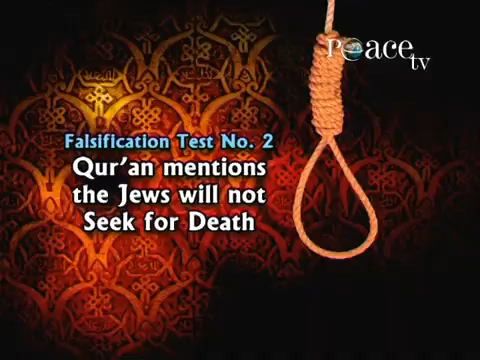 peace tv
Falsification Test No. 2
Qur'an mentions
the Jews will not
Seek for Death